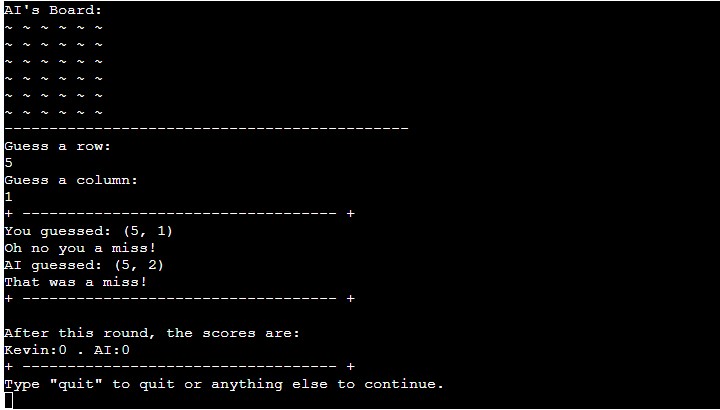 AI's Board:
~ ~ ~ ~ ~ ~
~ ~ ~ ~ ~ ~
~ ~ ~ ~ ~ ~
~ ~ ~ ~ ~ ~
~ ~ ~ ~ ~ ~
~ ~ ~ ~ ~ ~
---------------------------------------------
Guess a row:
5
Guess a column:
1
+ ----------------------------------- +
You guessed: (5, 1)
Oh no you a miss!
AI guessed: (5, 2)
That was a miss!
+ ----------------------------------- +
After this round, the scores are:
Kevin:0 . AI:0
+ ----------------------------------- +
Type "quit" to quit or anything else to continue.